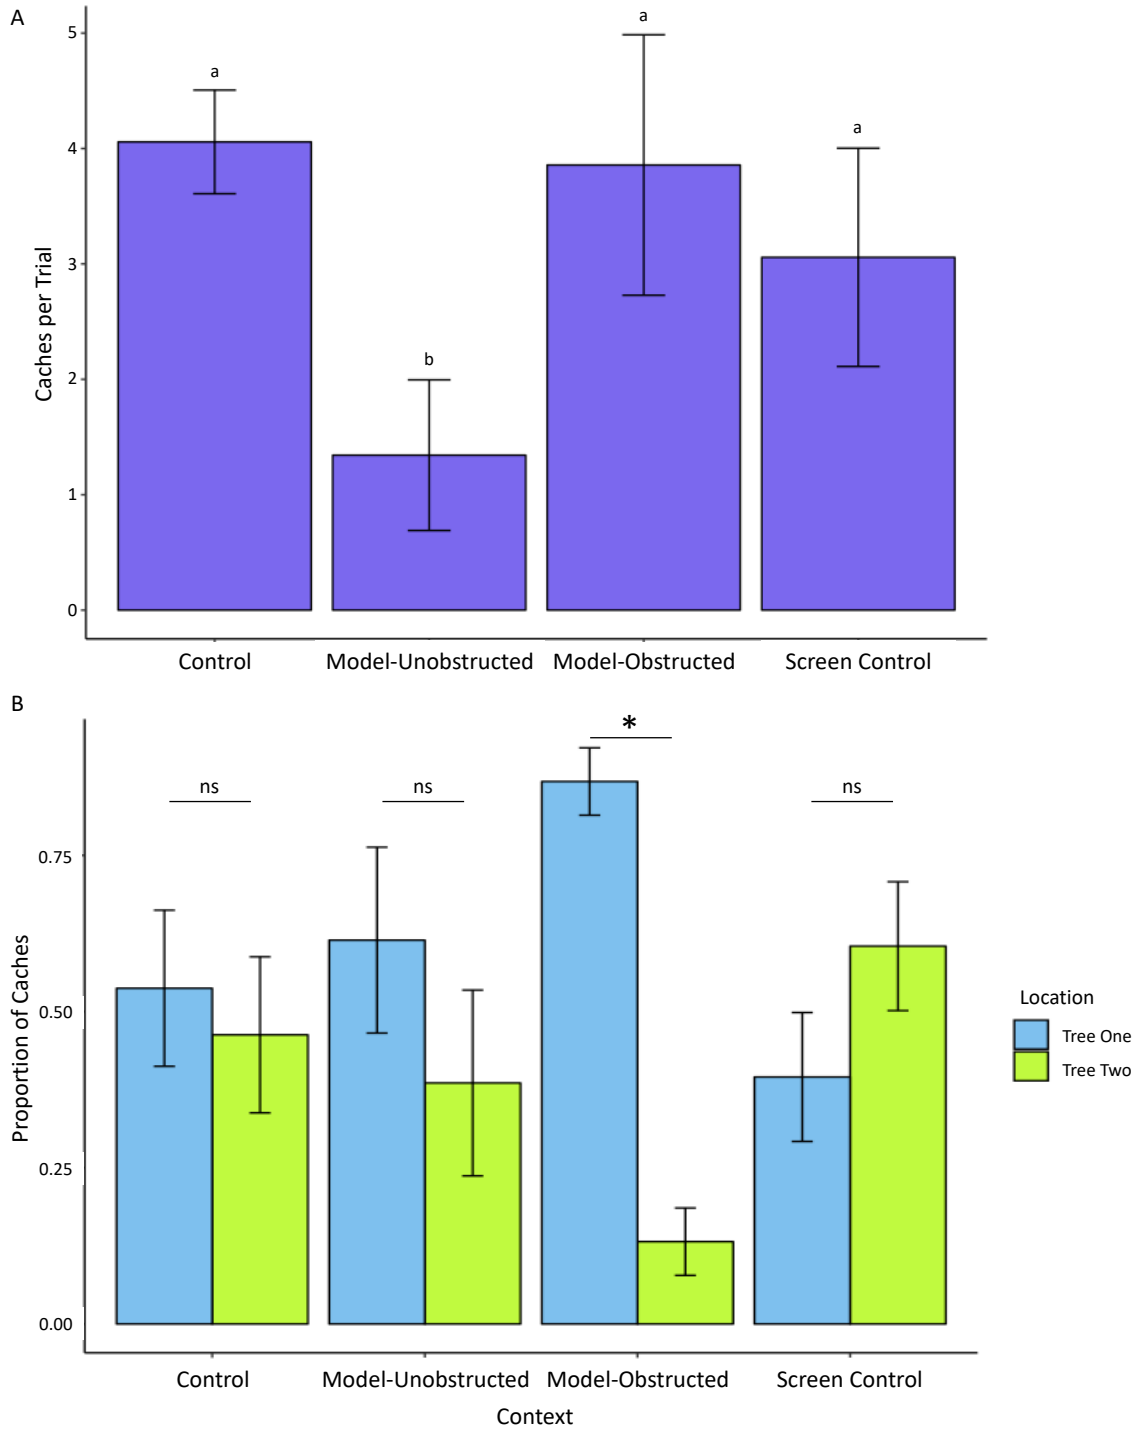 A
5
4
3
2
1
0
Caches per Trial
a
b
a
a
Control
Model-Unobstructed
Model-Obstructed
Screen Control
B
0.75
0.50
0.25
0.00
Proportion of Caches
ns
ns
*
ns
Control
Model-Unobstructed
Model-Obstructed
Screen Control
Context
Location
Tree One
Tree Two